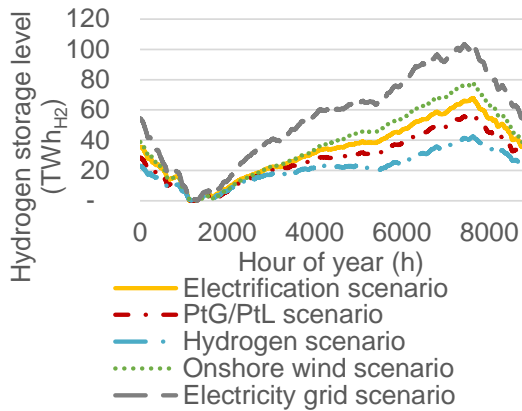 Hydrogen storage level
(TWhH2)
120
100
80
60
40
20
-
0
2000
4000
6000
8000
Hour of year (h)
Electrification scenario
PtG/PtL scenario
Hydrogen scenario
Onshore wind scenario
Electricity grid scenario